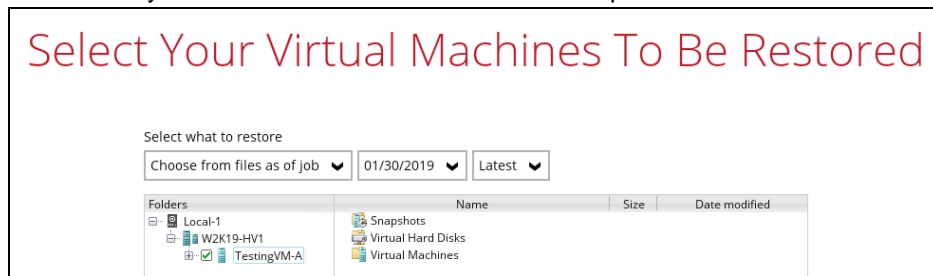 Select Your Virtual Machines To Be Restored
Select what to restore
Choose from files as of job 01/30/2019 Latest
Folders Name Size Date modified
Local-1 Snapshots
W2K19-HV1 Virtual Hard Disks
TestingVM-A Virtual Machines